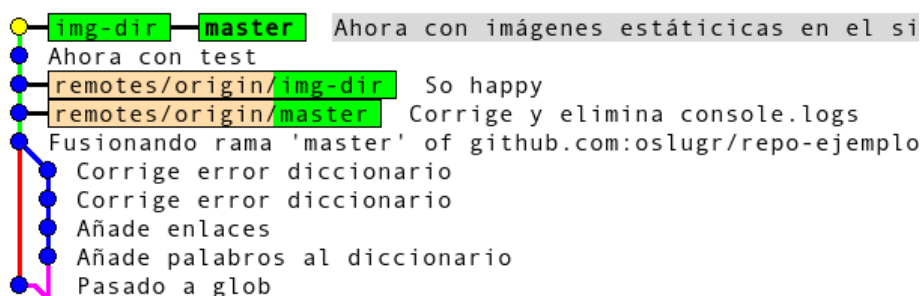 img-dir master Ahora con imágenes estáticicas en el si
Ahora con test
remotes/origin/img-dir So happy
remotes/origin/master Corrige y elimina console.logs
Fusionando rama 'master' of github.com:oslugr/repo-ejemplo
Corrige error diccionario
Corrige error diccionario
Añade enlaces
Añade palabros al diccionario
Pasado a glob